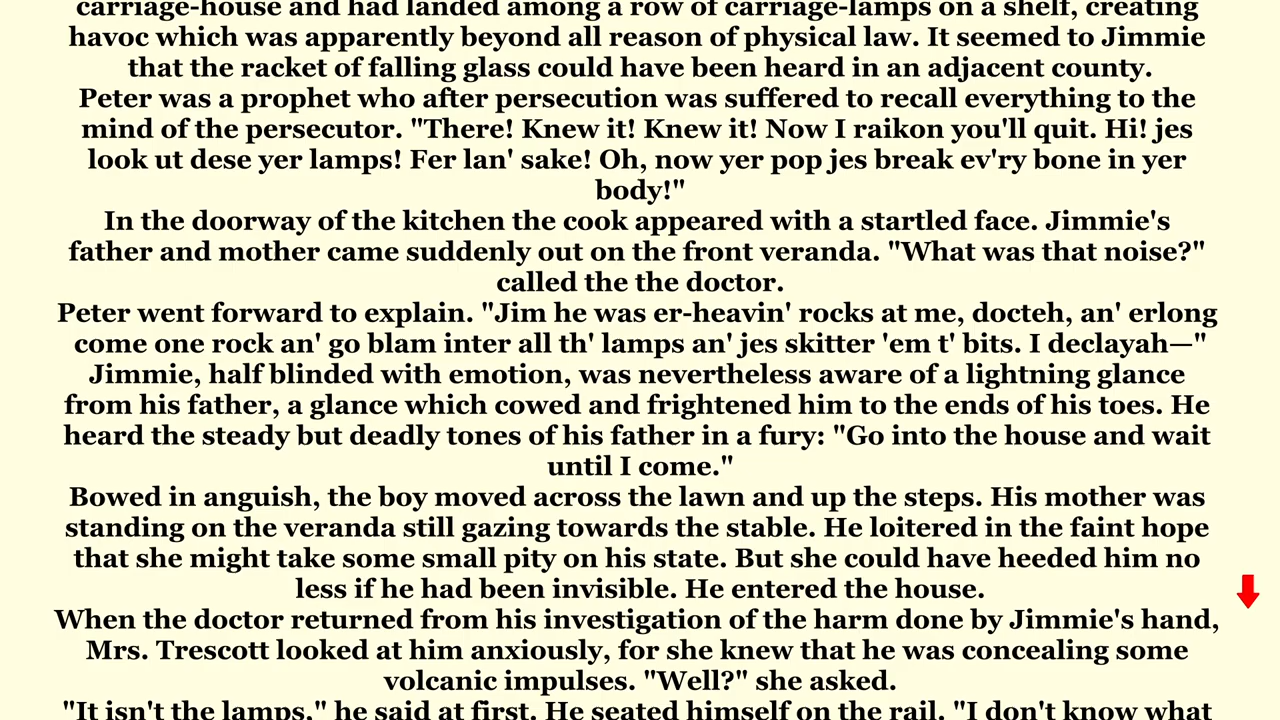 carriage-house and had landed among a row of carriage-lamps on a shelf, creating
havoc which was apparently beyond all reason of physical law. It seemed to Jimmie
that the racket of falling glass could have been heard in an adjacent county.
Peter was a prophet who after persecution was suffered to recall everything to the
mind of the persecutor. "There! Knew it! Knew it! Now I raikon you'll quit. Hi! jes
look ut dese yer lamps! Fer lan' sake! Oh, now yer pop jes break ev'ry bone in yer
body!"
In the doorway of the kitchen the cook appeared with a startled face. Jimmie's
father and mother came suddenly out on the front veranda. "What was that noise?"
called the the doctor.
Peter went forward to explain. "Jim he was er-heavin' rocks at me, docteh, an' erlong
come one rock an' go blam inter all th' lamps an' jes skitter 'em t' bits. I declayah—"
Jimmie, half blinded with emotion, was nevertheless aware of a lightning glance
from his father, a glance which cowed and frightened him to the ends of his toes. He
heard the steady but deadly tones of his father in a fury: "Go into the house and wait
until I come."
Bowed in anguish, the boy moved across the lawn and up the steps. His mother was
standing on the veranda still gazing towards the stable. He loitered in the faint hope
that she might take some small pity on his state. But she could have heeded him no
less if he had been invisible. He entered the house.
When the doctor returned from his investigation of the harm done by Jimmie's hand,
Mrs. Trescott looked at him anxiously, for she knew that he was concealing some
volcanic impulses. "Well?" she asked.
"It isn't the lamps," he said at first. He seated himself on the rail. "I don't know what